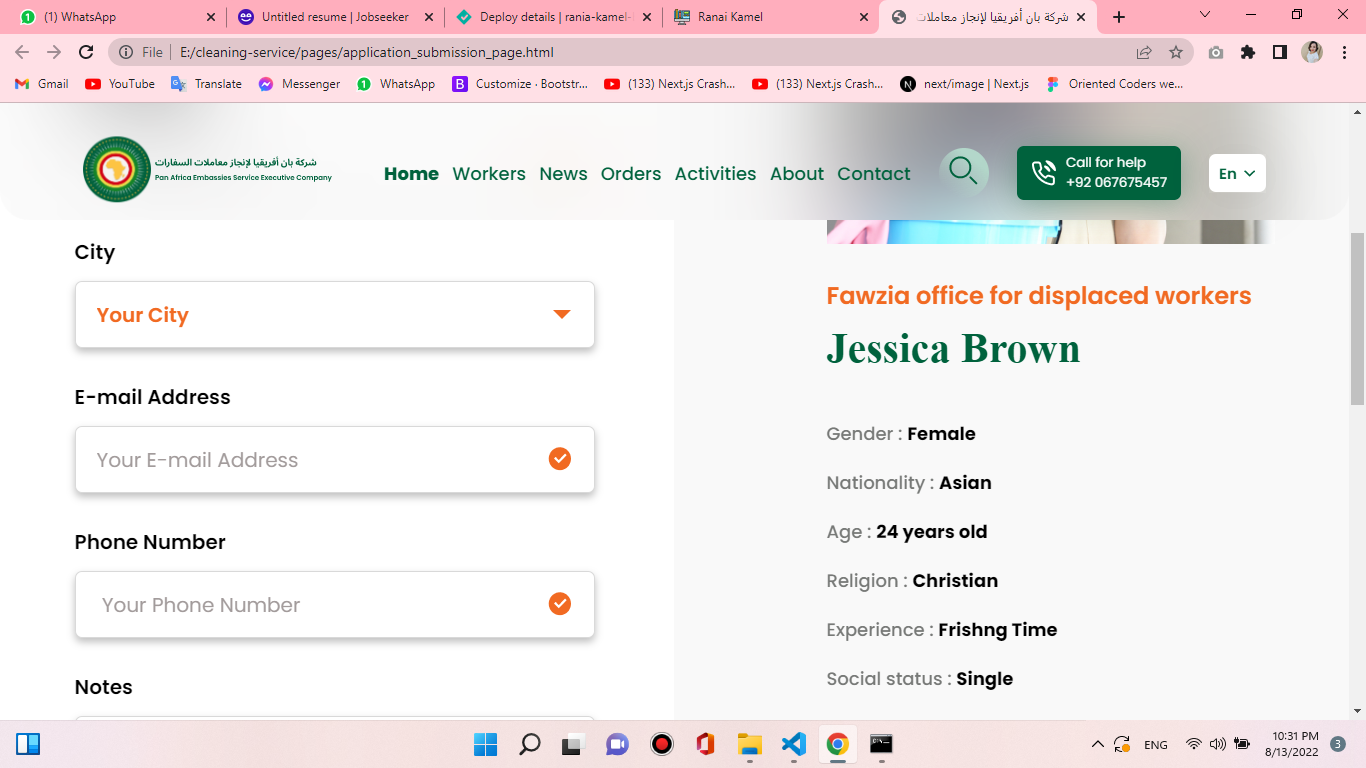 (1) WhatsApp
Untitled resume | Jobseeker
Deploy details | rania-kamel-
Ranai Kamel
شركة بان أفريقيا لإنجاز معاملات
File
E:/cleaning-service/pages/application_submission_page.html
Gmail
YouTube
Translate
Messenger
WhatsApp
Customize · Bootstr...
(133) Next.js Crash...
(133) Next.js Crash...
next/image | Next.js
Oriented Coders we...
شركة بان أفريقيا لإنجاز معاملات السفارات
Pan Africa Embassies Service Executive Company
Home
Workers
News
Orders
Activities
About
Contact
Call for help
+92 067675457
En
City
Your City
E-mail Address
Your E-mail Address
Phone Number
Your Phone Number
Notes
Fawzia office for displaced workers
Jessica Brown
Gender : Female
Nationality : Asian
Age : 24 years old
Religion : Christian
Experience : Frishng Time
Social status : Single
ENG
10:31 PM
8/13/2022
3